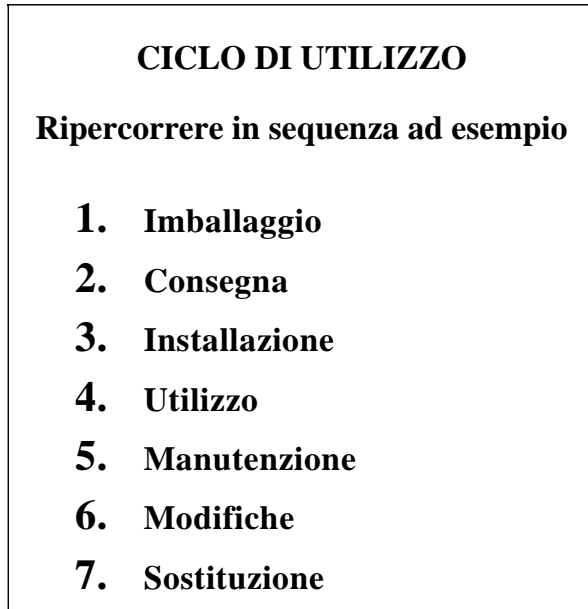 CICLO DI UTILIZZO
Ripercorrere in sequenza ad esempio
1. Imballaggio
2. Consegna
3. Installazione
4. Utilizzo
5. Manutenzione
6. Modifiche
7. Sostituzione